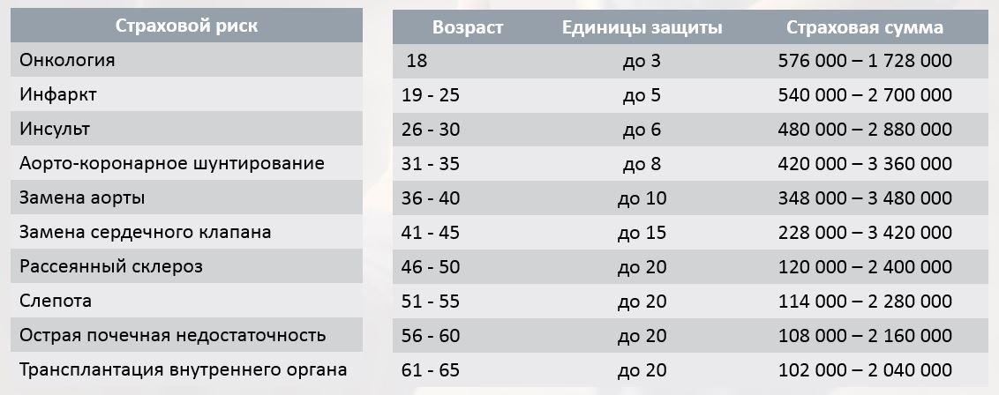 Страховой риск
Онкология
Инфаркт
Инсульт
Аорто-коронарное шунтирование
Замена аорты
Замена сердечного клапана
Рассеянный склероз
Слепота
Острая почечная недостаточность
Трансплантация внутреннего органа
Возраст Единицы защиты Страховая сумма
18 до 3 576 000 – 1 728 000
19 - 25 до 5 540 000 – 2 700 000
26 - 30 до 6 480 000 – 2 880 000
31 - 35 до 8 420 000 – 3 360 000
36 - 40 до 10 348 000 – 3 480 000
41 - 45 до 15 228 000 – 3 420 000
46 - 50 до 20 120 000 – 2 400 000
51 - 55 до 20 114 000 – 2 280 000
56 - 60 до 20 108 000 – 2 160 000
61 - 65 до 20 102 000 – 2 040 000